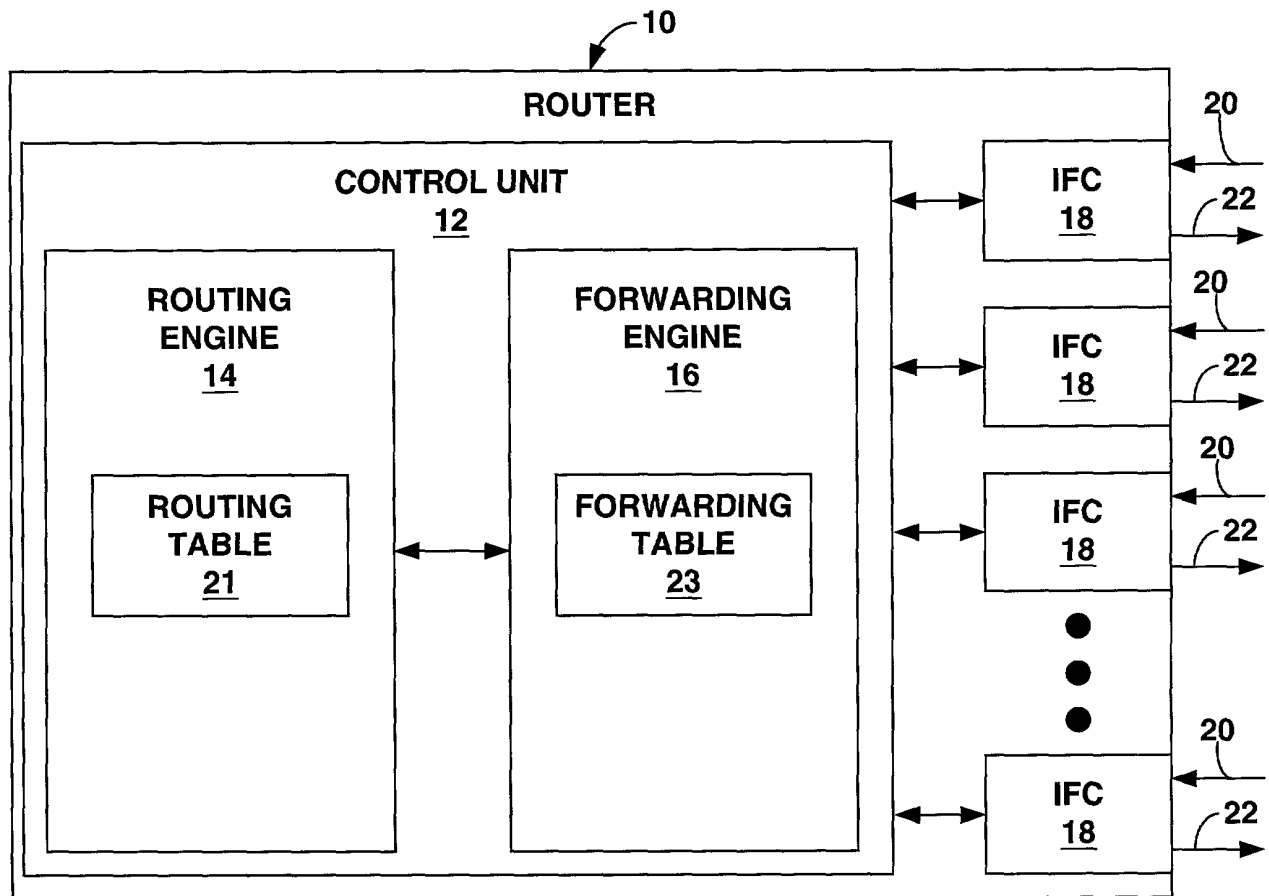 10
ROUTER
CONTROL UNIT
12
ROUTING
ENGINE
14
ROUTING
TABLE
21
FORWARDING
ENGINE
16
FORWARDING
TABLE
23
IFC
18
20
22
IFC
18
20
22
IFC
18
20
22
IFC
18
20
22